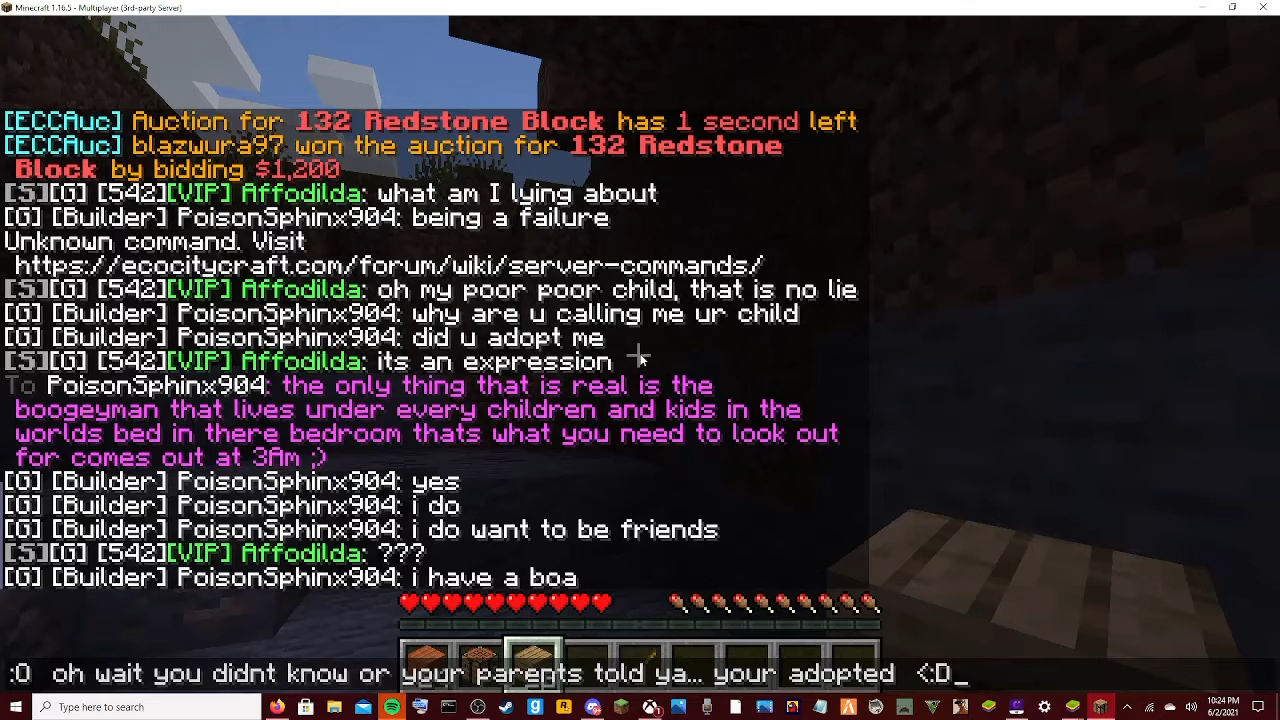 Minecraft 1.16.5 - Multiplayer (3rd-party Server)
[ECCAuc] Auction for 132 Redstone Block has 1 second left
[ECCAuc] blazwura97 won the auction for 132 Redstone
Block by bidding $1,200
[S][G] [542][VIP] Affodilda: what am I lying about
[G] [Builder] PoisonSphinx904: being a failure
Unknown command. Visit
https://ecocitycraft.com/forum/wiki/server-commands/
[S][G] [542][VIP] Affodilda: oh my poor poor child, that is no lie
[G] [Builder] PoisonSphinx904: why are u calling me ur child
[G] [Builder] PoisonSphinx904: did u adopt me
[S][G] [542][VIP] Affodilda: its an expression
To PoisonSphinx904: the only thing that is real is the
boogeyman that lives under every children and kids in the
worlds bed in there bedroom thats what you need to look out
for comes out at 3Am ;)
[G] [Builder] PoisonSphinx904: yes
[G] [Builder] PoisonSphinx904: i do
[G] [Builder] PoisonSphinx904: i do want to be friends
[S][G] [542][VIP] Affodilda: ???
[G] [Builder] PoisonSphinx904: i have a boa
:O oh wait you didnt know or your parents told ya... your adopted <:D_
Type here to search
10:24 PM
6/2/2021